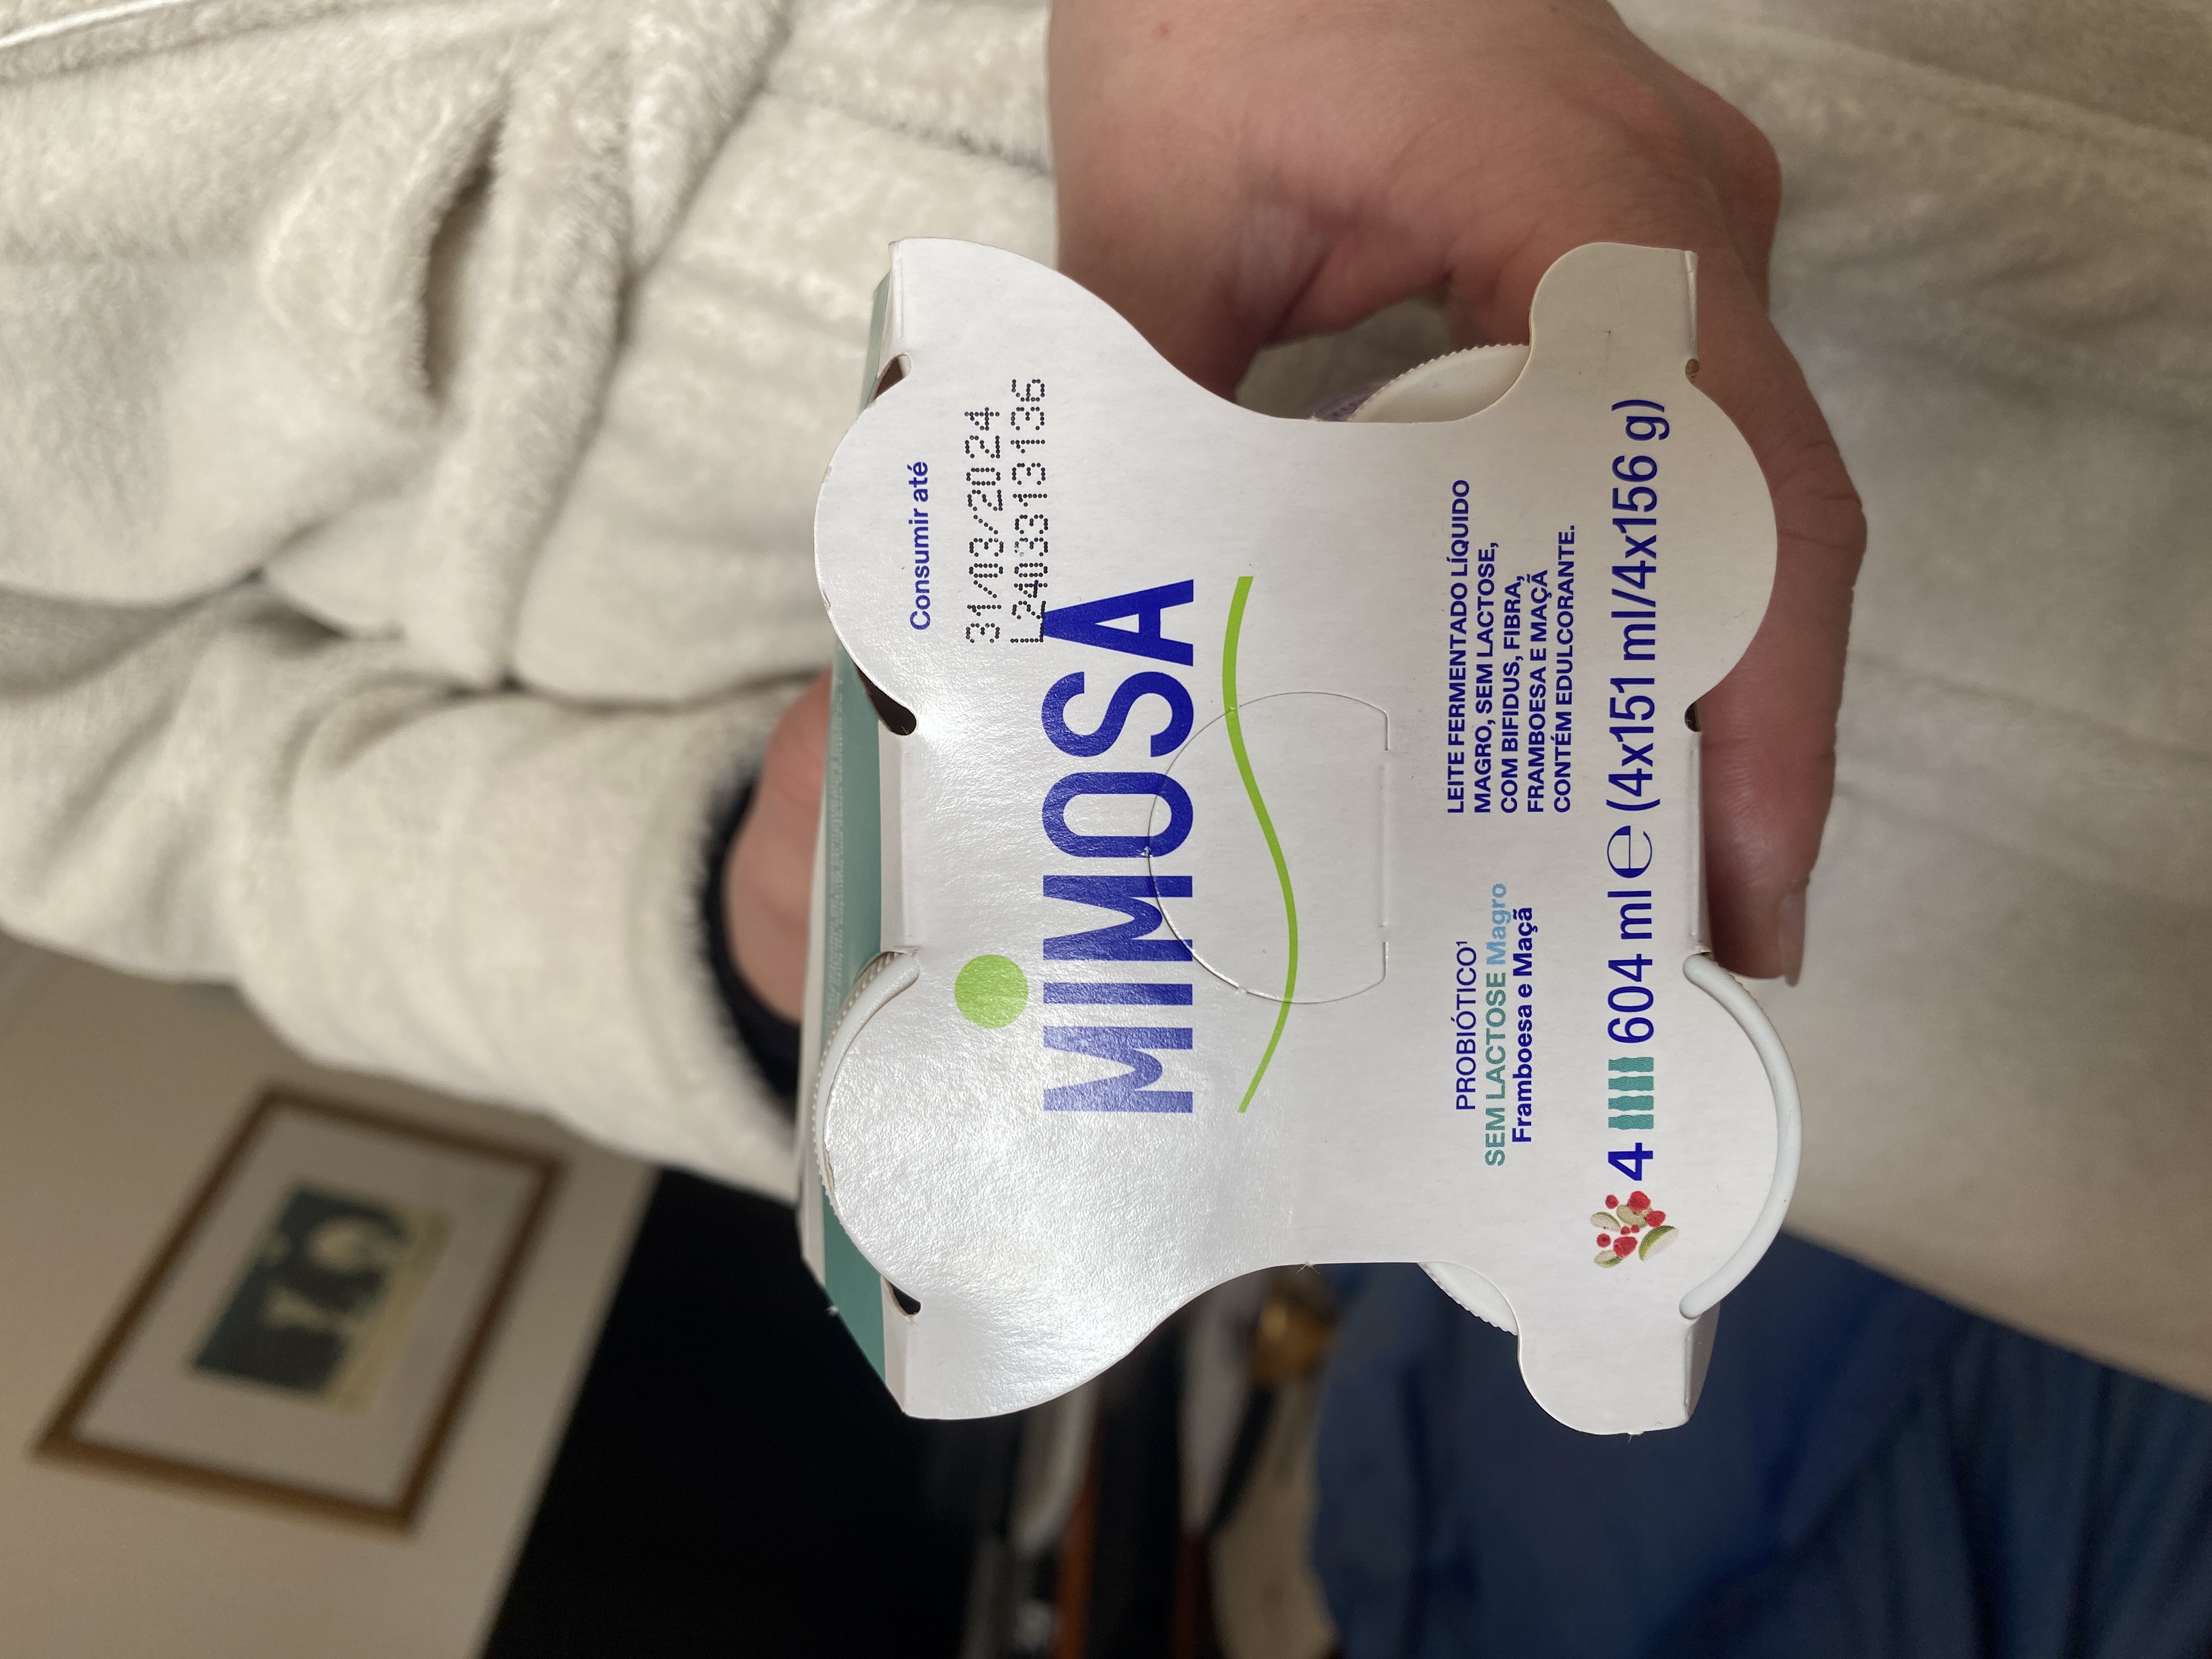 Consumir até
31/03/2024
L2403313136
MIMOSA
PROBIÓTICO¹
SEM LACTOSE Magro
Framboesa e Maçã
LEITE FERMENTADO LÍQUIDO
MAGRO, SEM LACTOSE,
COM BIFIDUS, FIBRA,
FRAMBOESA E MAÇÃ
CONTÉM EDULCORANTE.
4 604 ml ℮ (4x151 ml/4x156 g)